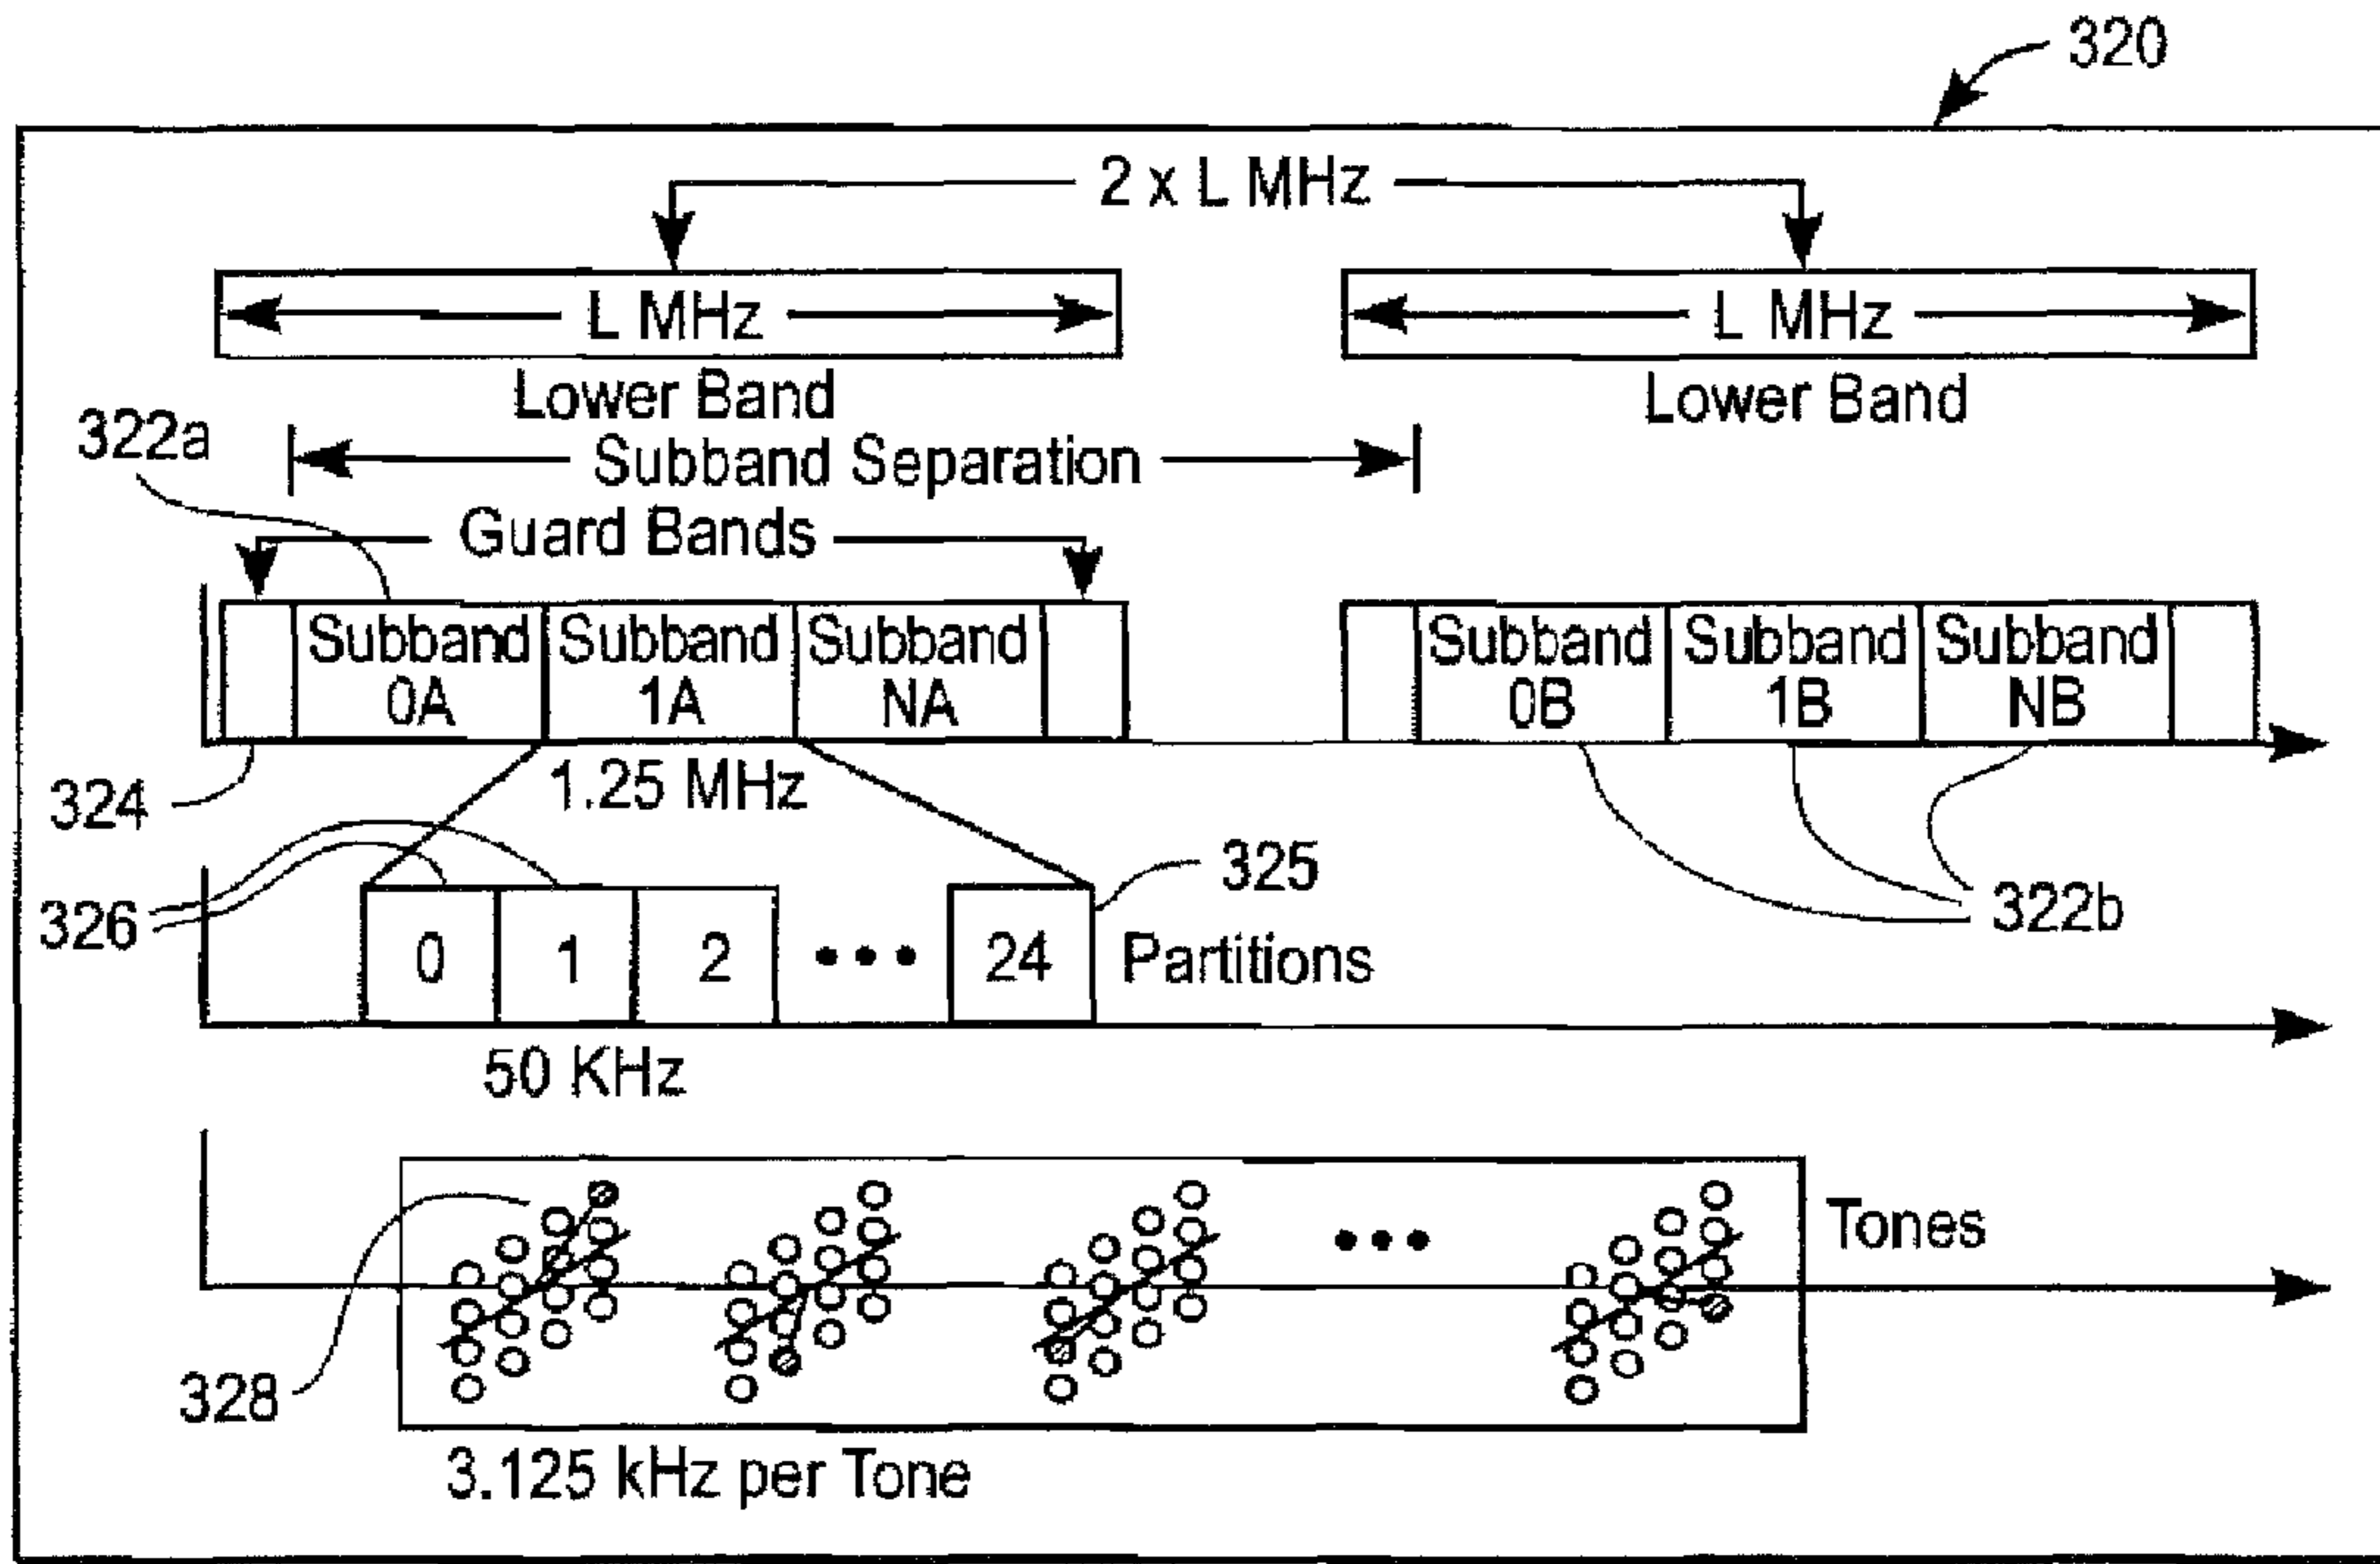 320
2 x L MHz
L MHz
L MHz
Lower Band
Lower Band
322a
Subband Separation
Guard Bands
Subband 0A
Subband 1A
Subband NA
Subband 0B
Subband 1B
Subband NB
324
1.25 MHz
325
326
322b
0
1
2
24
Partitions
50 KHz
Tones
328
3.125 kHz per Tone